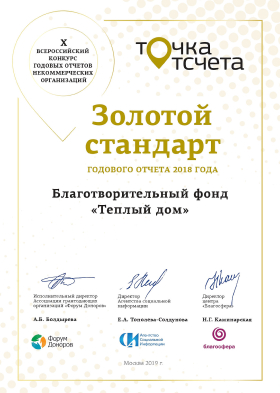 X
ВСЕРОССИЙСКИЙ
КОНКУРС
ГОДОВЫХ ОТЧЕТОВ
НЕКОММЕРЧЕСКИХ
ОРГАНИЗАЦИЙ
ТОЧКА
ОТСЧЕТА
Золотой
стандарт
ГОДОВОГО ОТЧЕТА 2018 ГОДА
Благотворительный фонд
«Теплый дом»
Исполнительный директор
Ассоциации грантодающих
организаций «Форум Доноров»
А.Б. Болдырева
Директор
Агентства социальной
информации
Е.А. Тополева-Солдунова
Директор
центра
«Благосфера»
Н.Г. Каминарская
Форум
Доноров
Агентство
Социальной
Информации
благосфера
Москва 2019 г.